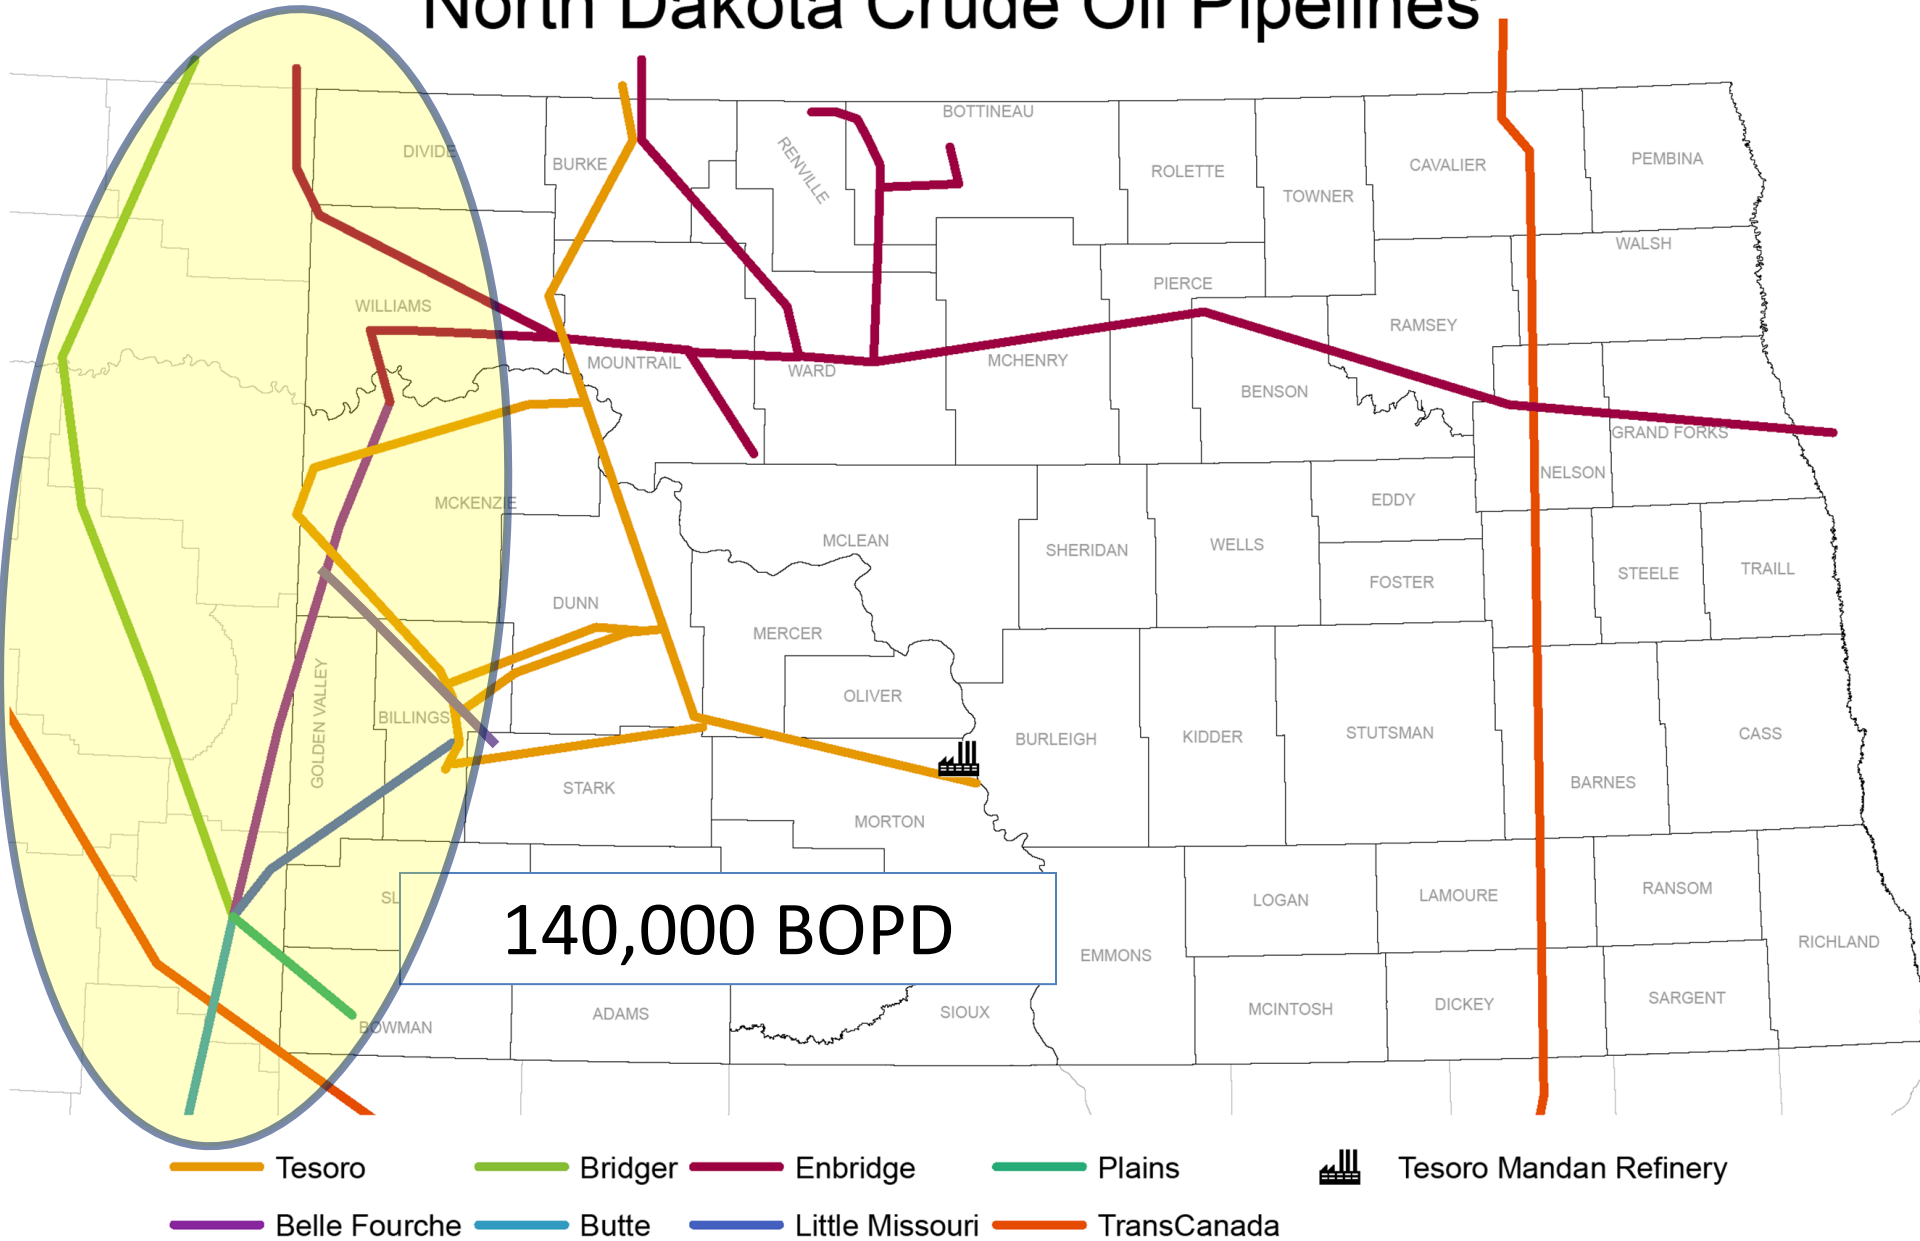 North Dakota Crude Oil Pipelines
BOTTINEAU
DIVIDE
BURKE
RENVILLE
ROLETTE
TOWNER
CAVALIER
PEMBINA
WALSH
WILLIAMS
PIERCE
RAMSEY
MOUNTRAIL
WARD
MCHENRY
BENSON
GRAND FORKS
NELSON
MCKENZIE
EDDY
MCLEAN
SHERIDAN
WELLS
FOSTER
STEELE
TRAILL
DUNN
MERCER
GOLDEN VALLEY
BILLINGS
OLIVER
BURLEIGH
KIDDER
STUTSMAN
CASS
BARNES
STARK
MORTON
SL
140,000 BOPD
LOGAN
LAMOURE
RANSOM
EMMONS
RICHLAND
BOWMAN
ADAMS
SIOUX
MCINTOSH
DICKEY
SARGENT
Tesoro Bridger Enbridge Plains Tesoro Mandan Refinery
Belle Fourche Butte Little Missouri TransCanada